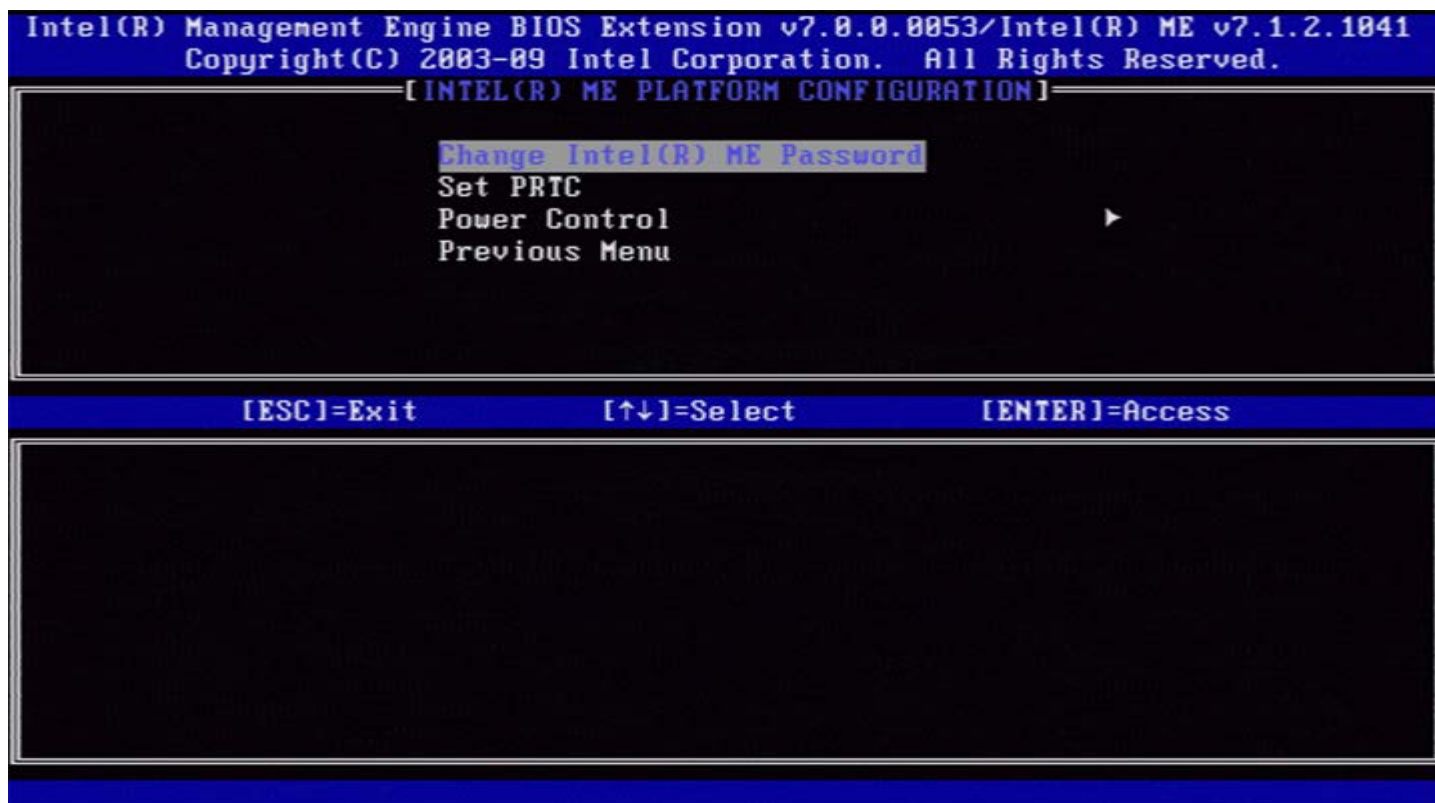 Intel(R) Management Engine BIOS Extension v7.0.0.0053/Intel(R) ME v7.1.2.1041
Copyright(C) 2003-09 Intel Corporation. All Rights Reserved.
[INTEL(R) ME PLATFORM CONFIGURATION]
Change Intel(R) ME Password
Set PRTC
Power Control
Previous Menu
[ESC]=Exit [↑↓]=Select [ENTER]=Access